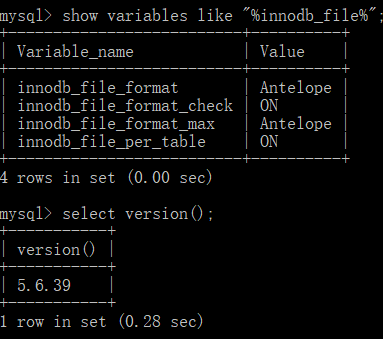 mysql> show variables like "%innodb_file%";
+--------------------------+----------+
| Variable_name            | Value    |
+--------------------------+----------+
| innodb_file_format       | Antelope |
| innodb_file_format_check | ON       |
| innodb_file_format_max   | Antelope |
| innodb_file_per_table    | ON       |
+--------------------------+----------+
4 rows in set (0.00 sec)
mysql> select version();
+-----------+
| version() |
+-----------+
| 5.6.39    |
+-----------+
1 row in set (0.28 sec)